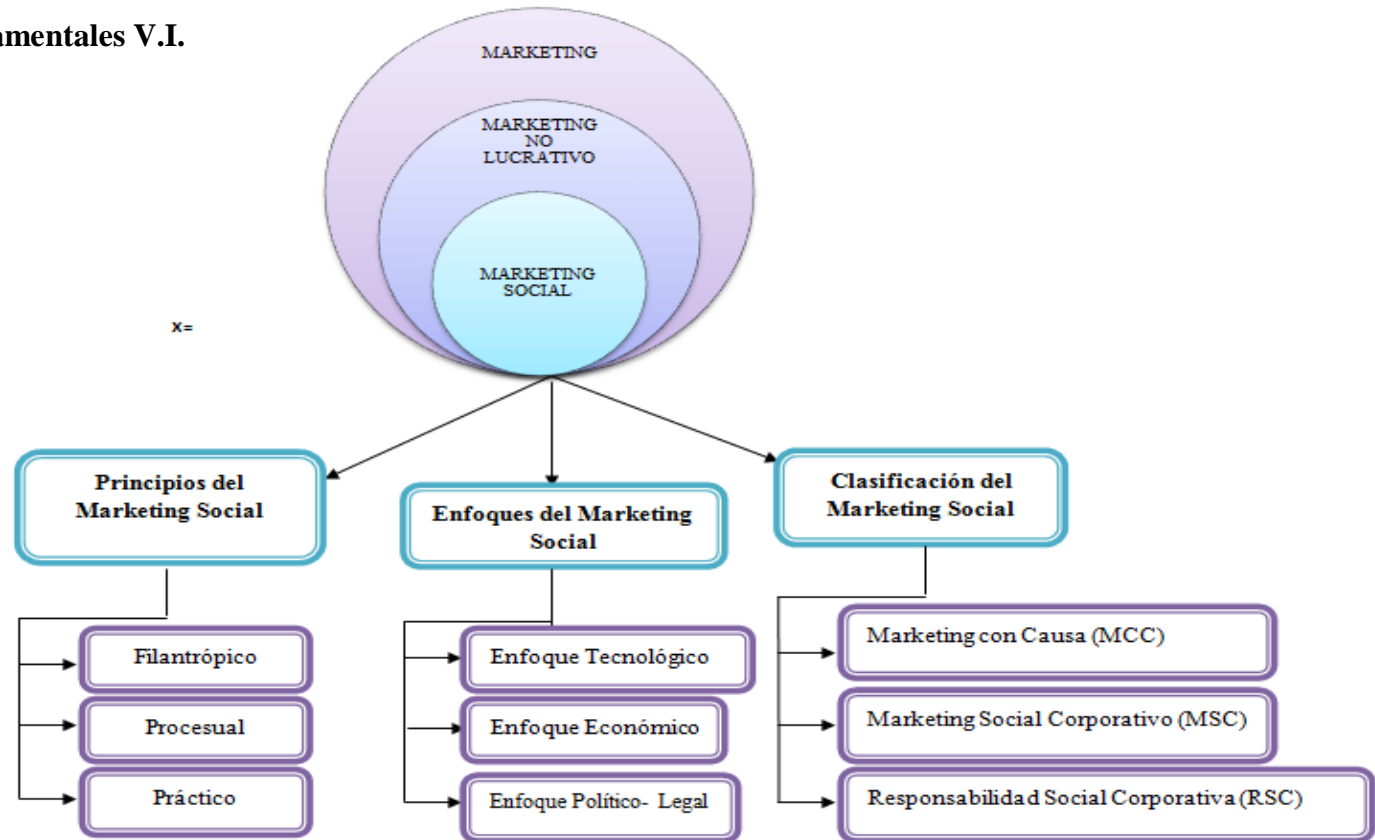 amentales V.I.
MARKETING
MARKETING
NO
LUCRATIVO
MARKETING
SOCIAL
x=
Principios del
Marketing Social
Filantrópico
Procesual
Práctico
Enfoques del Marketing
Social
Enfoque Tecnológico
Enfoque Económico
Enfoque Político- Legal
Clasificación del
Marketing Social
Marketing con Causa (MCC)
Marketing Social Corporativo (MSC)
Responsabilidad Social Corporativa (RSC)